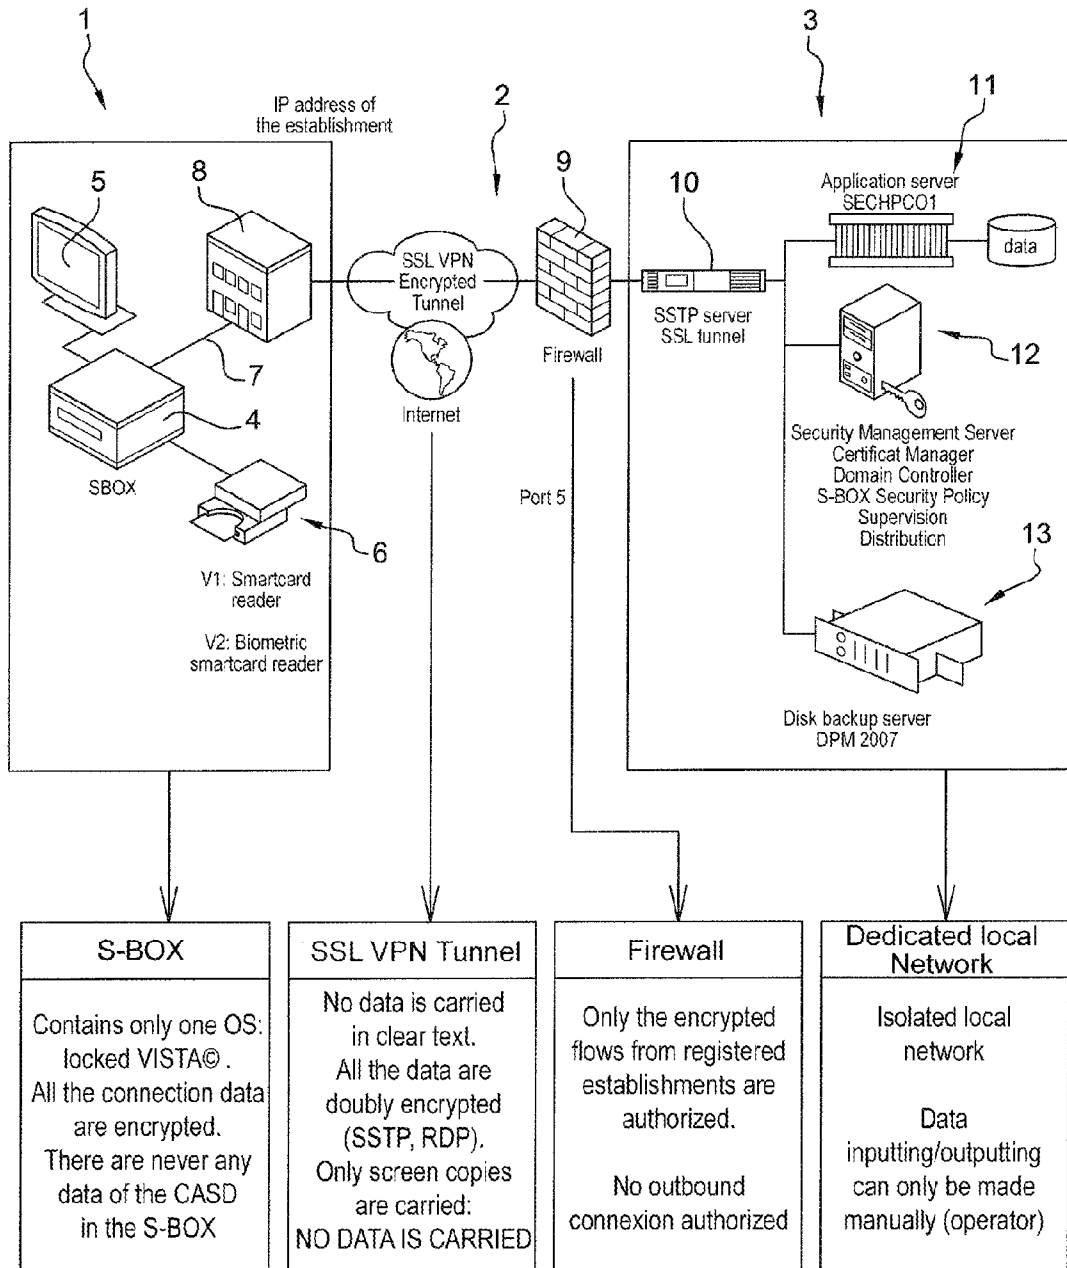 1
3
IP address of
the establishment
2
11
5
8
9
10
Application server
SECHPCO1
data
SSL VPN
Encrypted
Tunnel
SSTP server
SSL tunnel
Firewall
12
7
4
Internet
Security Management Server
Certificat Manager
Domain Controller
S-BOX Security Policy
Supervision
Distribution
SBOX
Port 5
6
13
V1: Smartcard
reader
V2: Biometric
smartcard reader
Disk backup server
DPM 2007
S-BOX
Contains only one OS:
locked VISTA© .
All the connection data
are encrypted.
There are never any
data of the CASD
in the S-BOX
SSL VPN Tunnel
No data is carried
in clear text.
All the data are
doubly encrypted
(SSTP, RDP).
Only screen copies
are carried:
NO DATA IS CARRIED
Firewall
Only the encrypted
flows from registered
establishments are
authorized.
No outbound
connexion authorized
Dedicated local
Network
Isolated local
network
Data
inputting/outputting
can only be made
manually (operator)